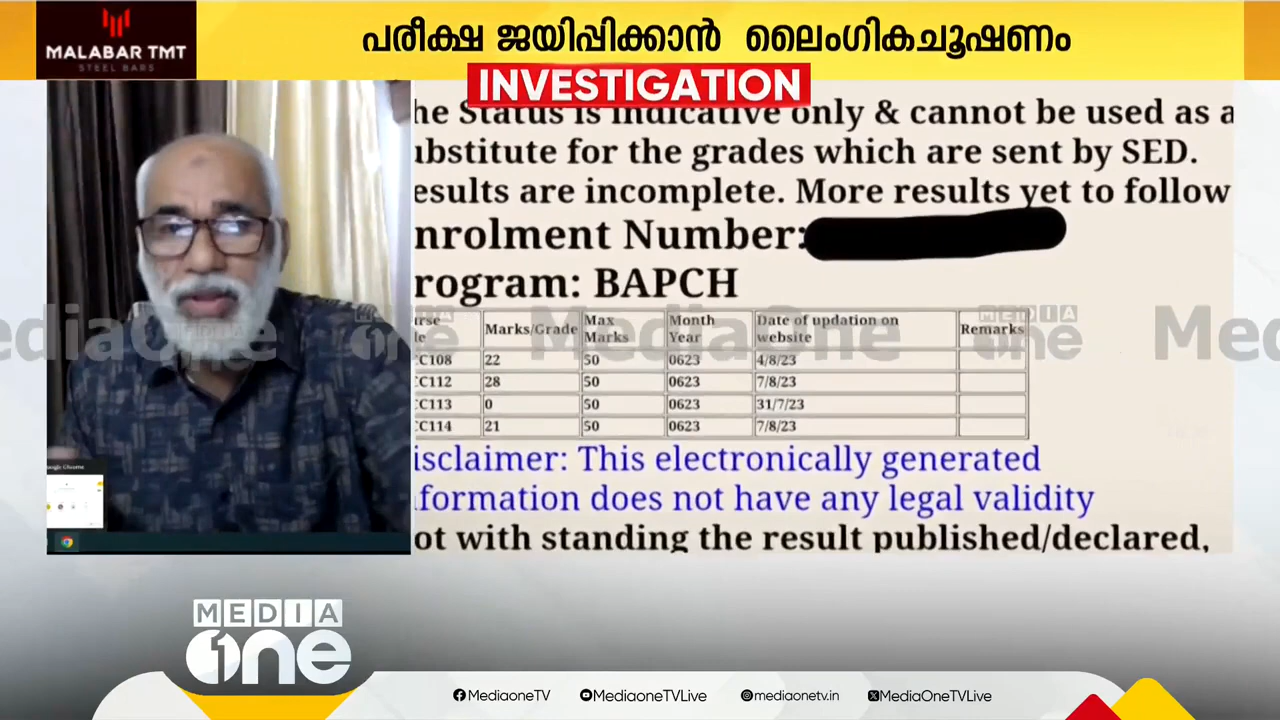 MALABAR TMT
STEEL BARS
പരീക്ഷ ജയിപ്പിക്കാൻ ലൈംഗികചൂഷണം
INVESTIGATION
he Status is indicative only & cannot be used as a
ubstitute for the grades which are sent by SED.
esults are incomplete. More results yet to follow
nrolment Number:
rogram: BAPCH
urse Marks/Grade Max Marks Month Year Date of updation on website Remarks
C108 22 50 0623 4/8/23
C112 28 50 0623 7/8/23
C113 0 50 0623 31/7/23
C114 21 50 0623 7/8/23
isclaimer: This electronically generated
nformation does not have any legal validity
ot with standing the result published/declared,
MediaOne
MEDIA one
MediaoneTV
MediaoneTVLive
mediaonetv.in
MediaOneTVLive